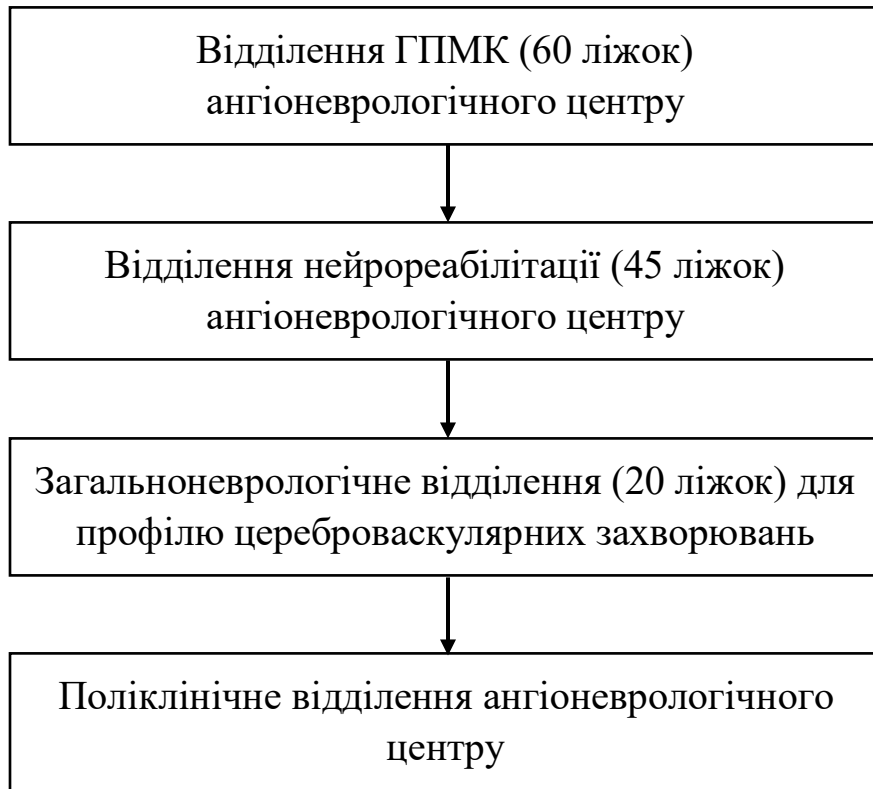 Відділення ГПМК (60 ліжок)
ангіоневрологічного центру
Відділення нейрореабілітації (45 ліжок)
ангіоневрологічного центру
Загальноневрологічне відділення (20 ліжок) для
профілю цереброваскулярних захворювань
Поліклінічне відділення ангіоневрологічного
центру